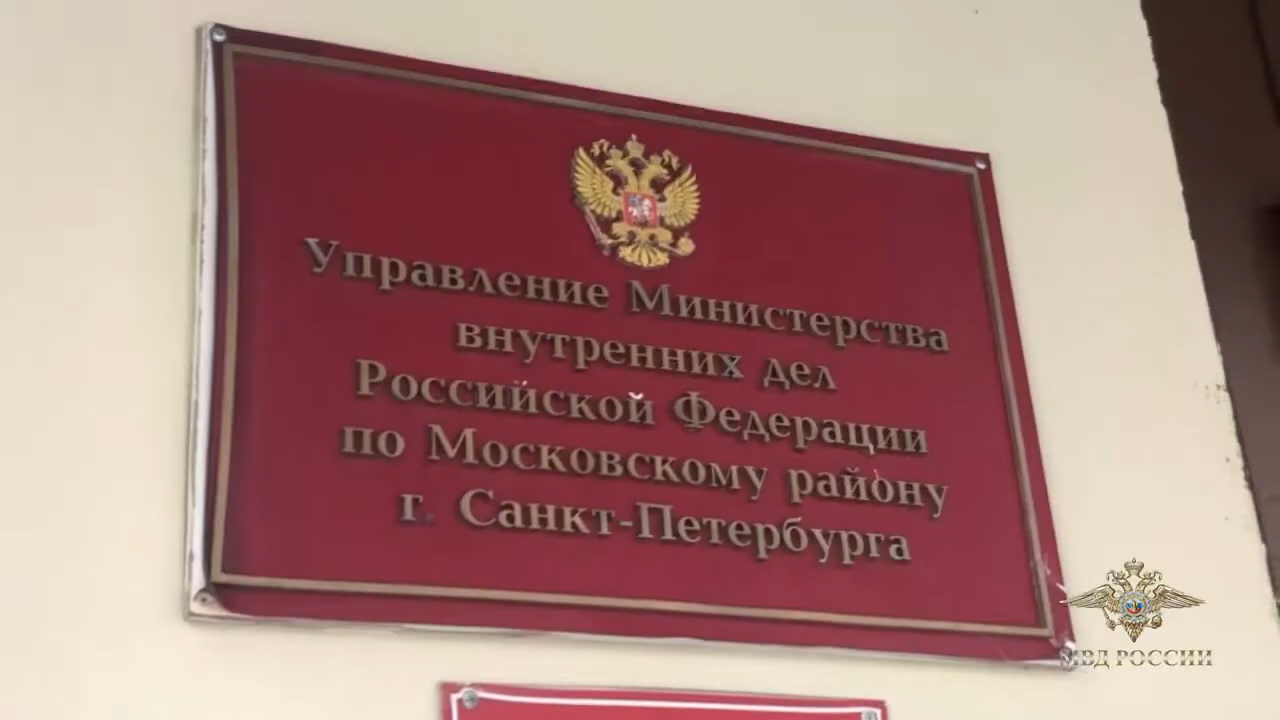 Управление Министерства
внутренних дел
Российской Федерации
по Московскому району
г. Санкт-Петербурга
МВД РОССИИ